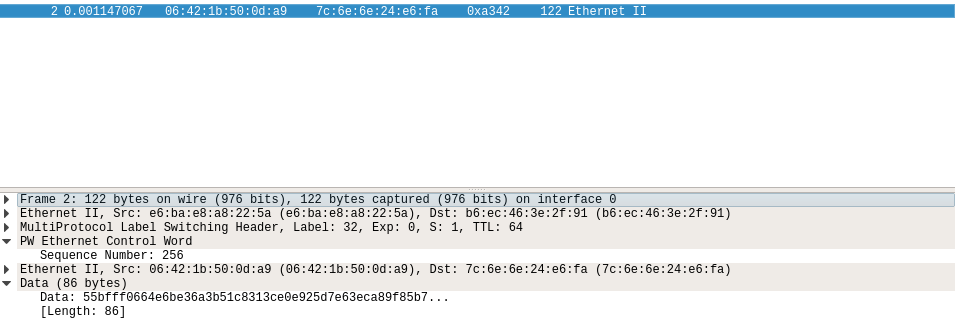 2 0.001147067 06:42:1b:50:0d:a9 7c:6e:6e:24:e6:fa 0xa342 122 Ethernet II
Frame 2: 122 bytes on wire (976 bits), 122 bytes captured (976 bits) on interface 0
Ethernet II, Src: e6:ba:e8:a8:22:5a (e6:ba:e8:a8:22:5a), Dst: b6:ec:46:3e:2f:91 (b6:ec:46:3e:2f:91)
MultiProtocol Label Switching Header, Label: 32, Exp: 0, S: 1, TTL: 64
PW Ethernet Control Word
Sequence Number: 256
Ethernet II, Src: 06:42:1b:50:0d:a9 (06:42:1b:50:0d:a9), Dst: 7c:6e:6e:24:e6:fa (7c:6e:6e:24:e6:fa)
Data (86 bytes)
Data: 55bfff0664e6be36a3b51c8313ce0e925d7e63eca89f85b7...
[Length: 86]